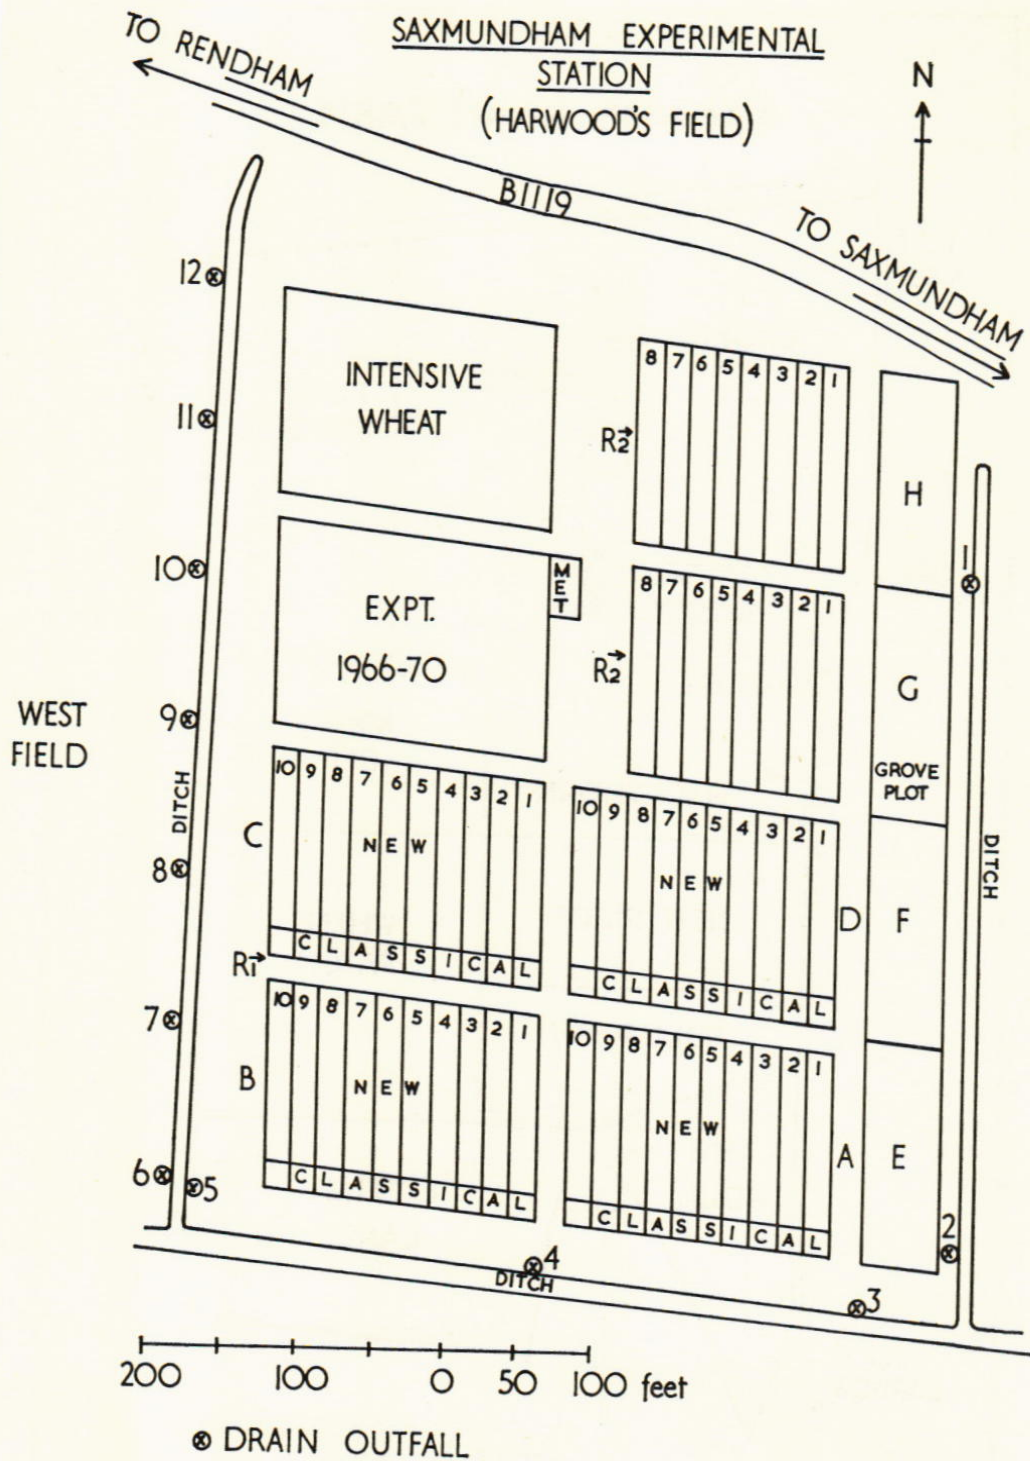 SAXMUNDHAM EXPERIMENTAL
STATION
(HARWOOD'S FIELD)
TO RENDHAM
N
B1119
TO SAXMUNDHAM
12
INTENSIVE
WHEAT
8 7 6 5 4 3 2 1
R2
11
H
10
MET
1
EXPT.
1966-70
8 7 6 5 4 3 2 1
R2
G
WEST
FIELD
9
GROVE
PLOT
DITCH
10 9 8 7 6 5 4 3 2 1
NEW
C
CLASSICAL
10 9 8 7 6 5 4 3 2 1
NEW
D
CLASSICAL
F
DITCH
8
R1
7
10 9 8 7 6 5 4 3 2 1
NEW
B
CLASSICAL
10 9 8 7 6 5 4 3 2 1
NEW
A
CLASSICAL
E
6
5
4
DITCH
3
2
200 100 0 50 100 feet
DRAIN OUTFALL